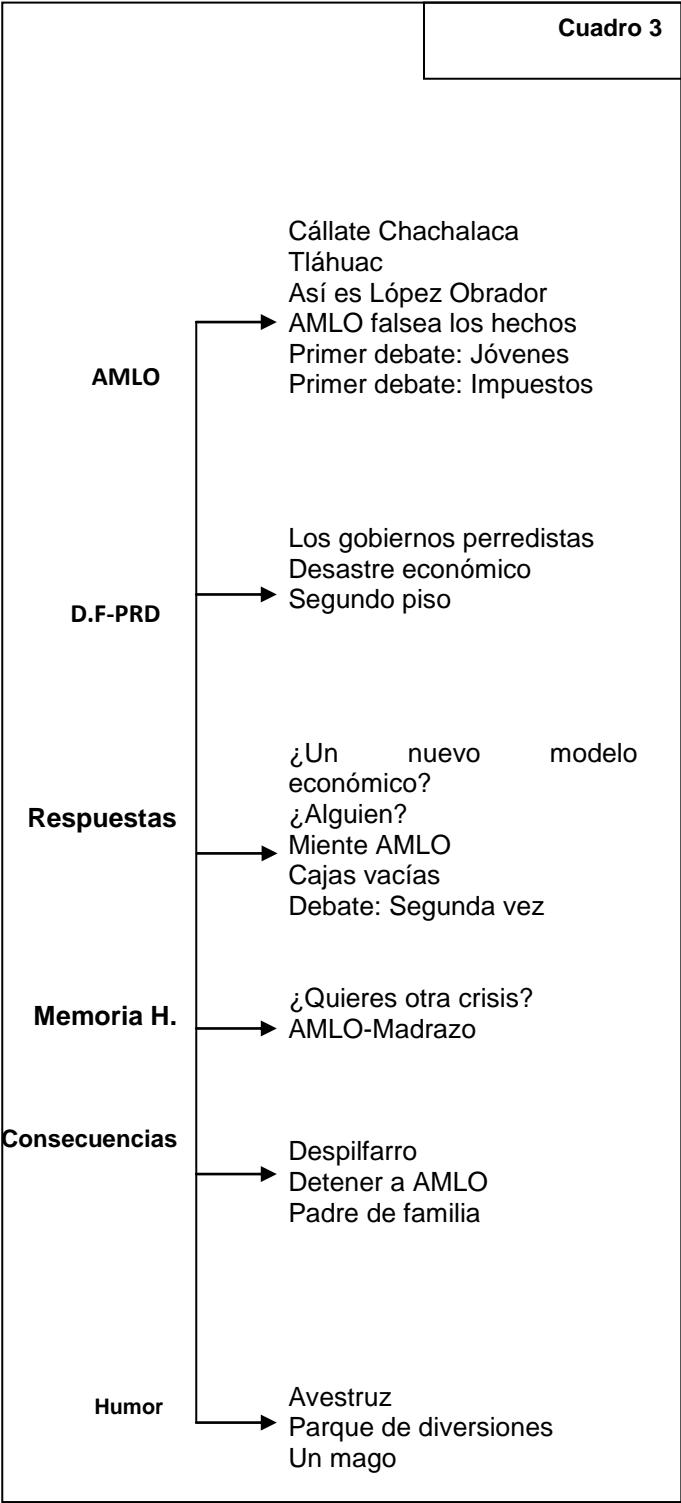 Cuadro 3
AMLO
Cállate Chachalaca
Tláhuac
Así es López Obrador
AMLO falsea los hechos
Primer debate: Jóvenes
Primer debate: Impuestos
D.F-PRD
Los gobiernos perredistas
Desastre económico
Segundo piso
Respuestas
¿Un nuevo modelo
económico?
¿Alguien?
Miente AMLO
Cajas vacías
Debate: Segunda vez
Memoria H.
¿Quieres otra crisis?
AMLO-Madrazo
Consecuencias
Despilfarro
Detener a AMLO
Padre de familia
Humor
Avestruz
Parque de diversiones
Un mago